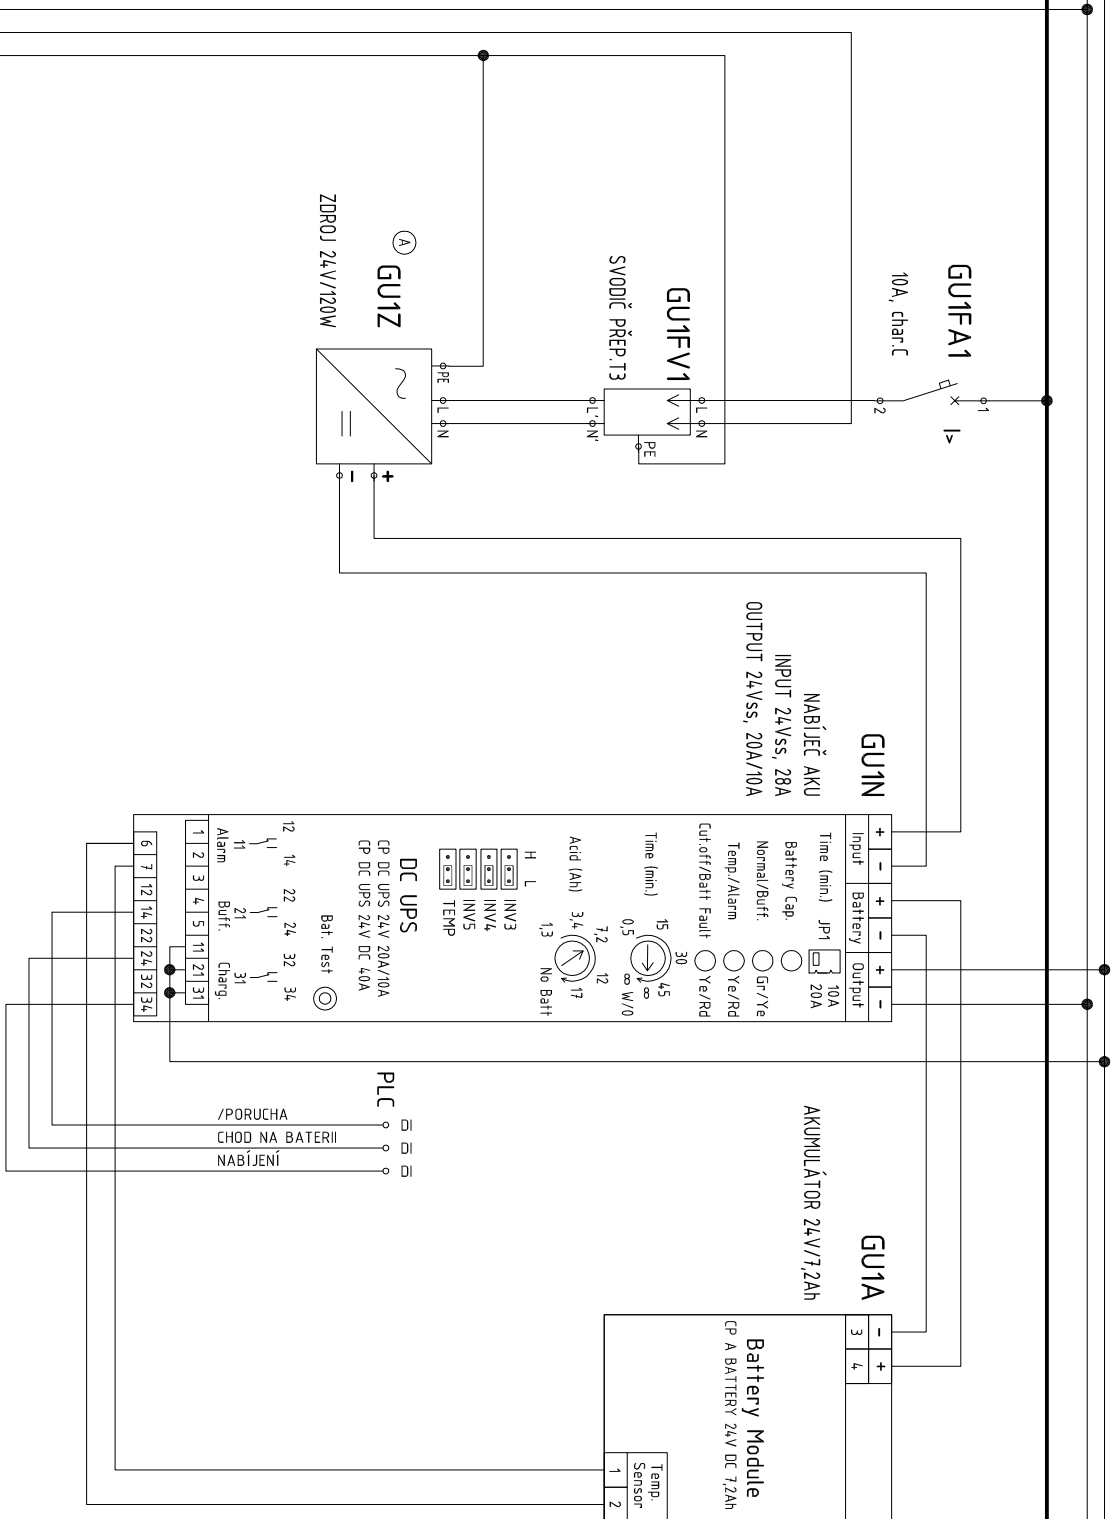 GU1FA1
10A, char.C
1
2
I>
GU1FV1
SVODIČ PŘEP.T3
L
N
PE
L'
N'
A
GU1Z
ZDROJ 24V/120W
PE
L
N
+
-
GU1N
NABÍJEČ AKU
INPUT 24Vss, 28A
OUTPUT 24Vss, 20A/10A
+ - + - + -
Input Battery Output
Time (min.) JP1 10A
20A
Battery Cap.
Normal/Buff. Gr/Ye
Temp./Alarm Ye/Rd
Cut.off/Batt Fault Ye/Rd
Time (min.) 0,5 15 30 45 ∞ ∞ W/O
Acid (Ah) 1,3 3,4 7,2 12 17 No Batt
H L
INV3
INV4
INV5
TEMP
DC UPS
CP DC UPS 24V 20A/10A
CP DC UPS 24V DC 40A
Bat. Test
12 14 22 24 32 34
11 21 31
Alarm Buff. Charg.
1 2 3 4 5 11 21 31
6 7 12 14 22 24 32 34
PLC
DI
DI
DI
/PORUCHA
CHOD NA BATERII
NABÍJENÍ
GU1A
AKUMULÁTOR 24V/7,2Ah
- +
3 4
Battery Module
CP A BATTERY 24V DC 7,2Ah
Temp.
Sensor
1 2